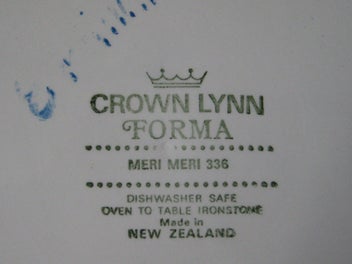 CROWN LYNN
FORMA
MERI MERI 336
DISHWASHER SAFE
OVEN TO TABLE IRONSTONE
Made in
NEW ZEALAND